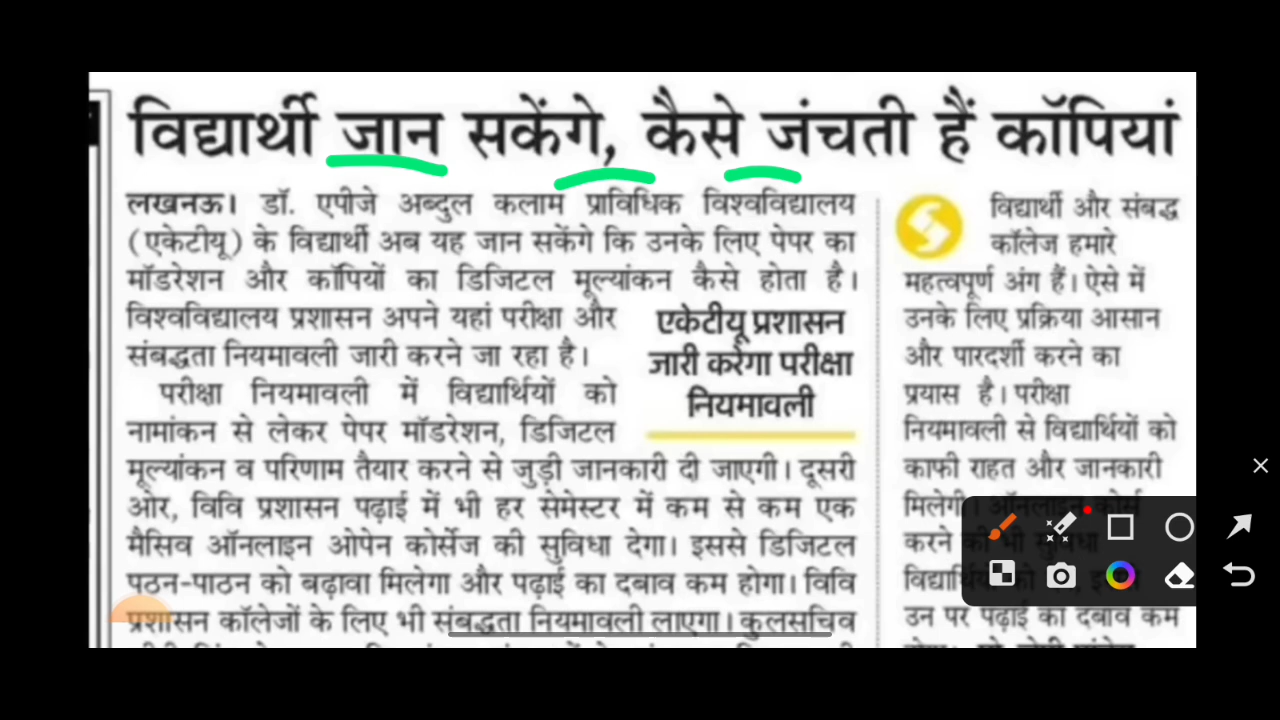 विद्यार्थी जान सकेंगे, कैसे जंचती हैं कॉपियां
लखनऊ। डॉ. एपीजे अब्दुल कलाम प्राविधिक विश्वविद्यालय
(एकेटीयू) के विद्यार्थी अब यह जान सकेंगे कि उनके लिए पेपर का
मॉडरेशन और कॉपियों का डिजिटल मूल्यांकन कैसे होता है।
विश्वविद्यालय प्रशासन अपने यहां परीक्षा और
संबद्धता नियमावली जारी करने जा रहा है।
परीक्षा नियमावली में विद्यार्थियों को
नामांकन से लेकर पेपर मॉडरेशन, डिजिटल
मूल्यांकन व परिणाम तैयार करने से जुड़ी जानकारी दी जाएगी। दूसरी
ओर, विवि प्रशासन पढ़ाई में भी हर सेमेस्टर में कम से कम एक
मैसिव ऑनलाइन ओपेन कोर्सेज की सुविधा देगा। इससे डिजिटल
पठन-पाठन को बढ़ावा मिलेगा और पढ़ाई का दबाव कम होगा। विवि
प्रशासन कॉलेजों के लिए भी संबद्धता नियमावली लाएगा। कुलसचिव
एकेटीयू प्रशासन
जारी करेगा परीक्षा
नियमावली
विद्यार्थी और संबद्ध
कॉलेज हमारे
महत्वपूर्ण अंग हैं। ऐसे में
उनके लिए प्रक्रिया आसान
और पारदर्शी करने का
प्रयास है। परीक्षा
नियमावली से विद्यार्थियों को
काफी राहत और जानकारी
मिलेगी। ऑनलाइन कोर्स
करने की भी सुविधा
उन पर पढ़ाई का दबाव कम